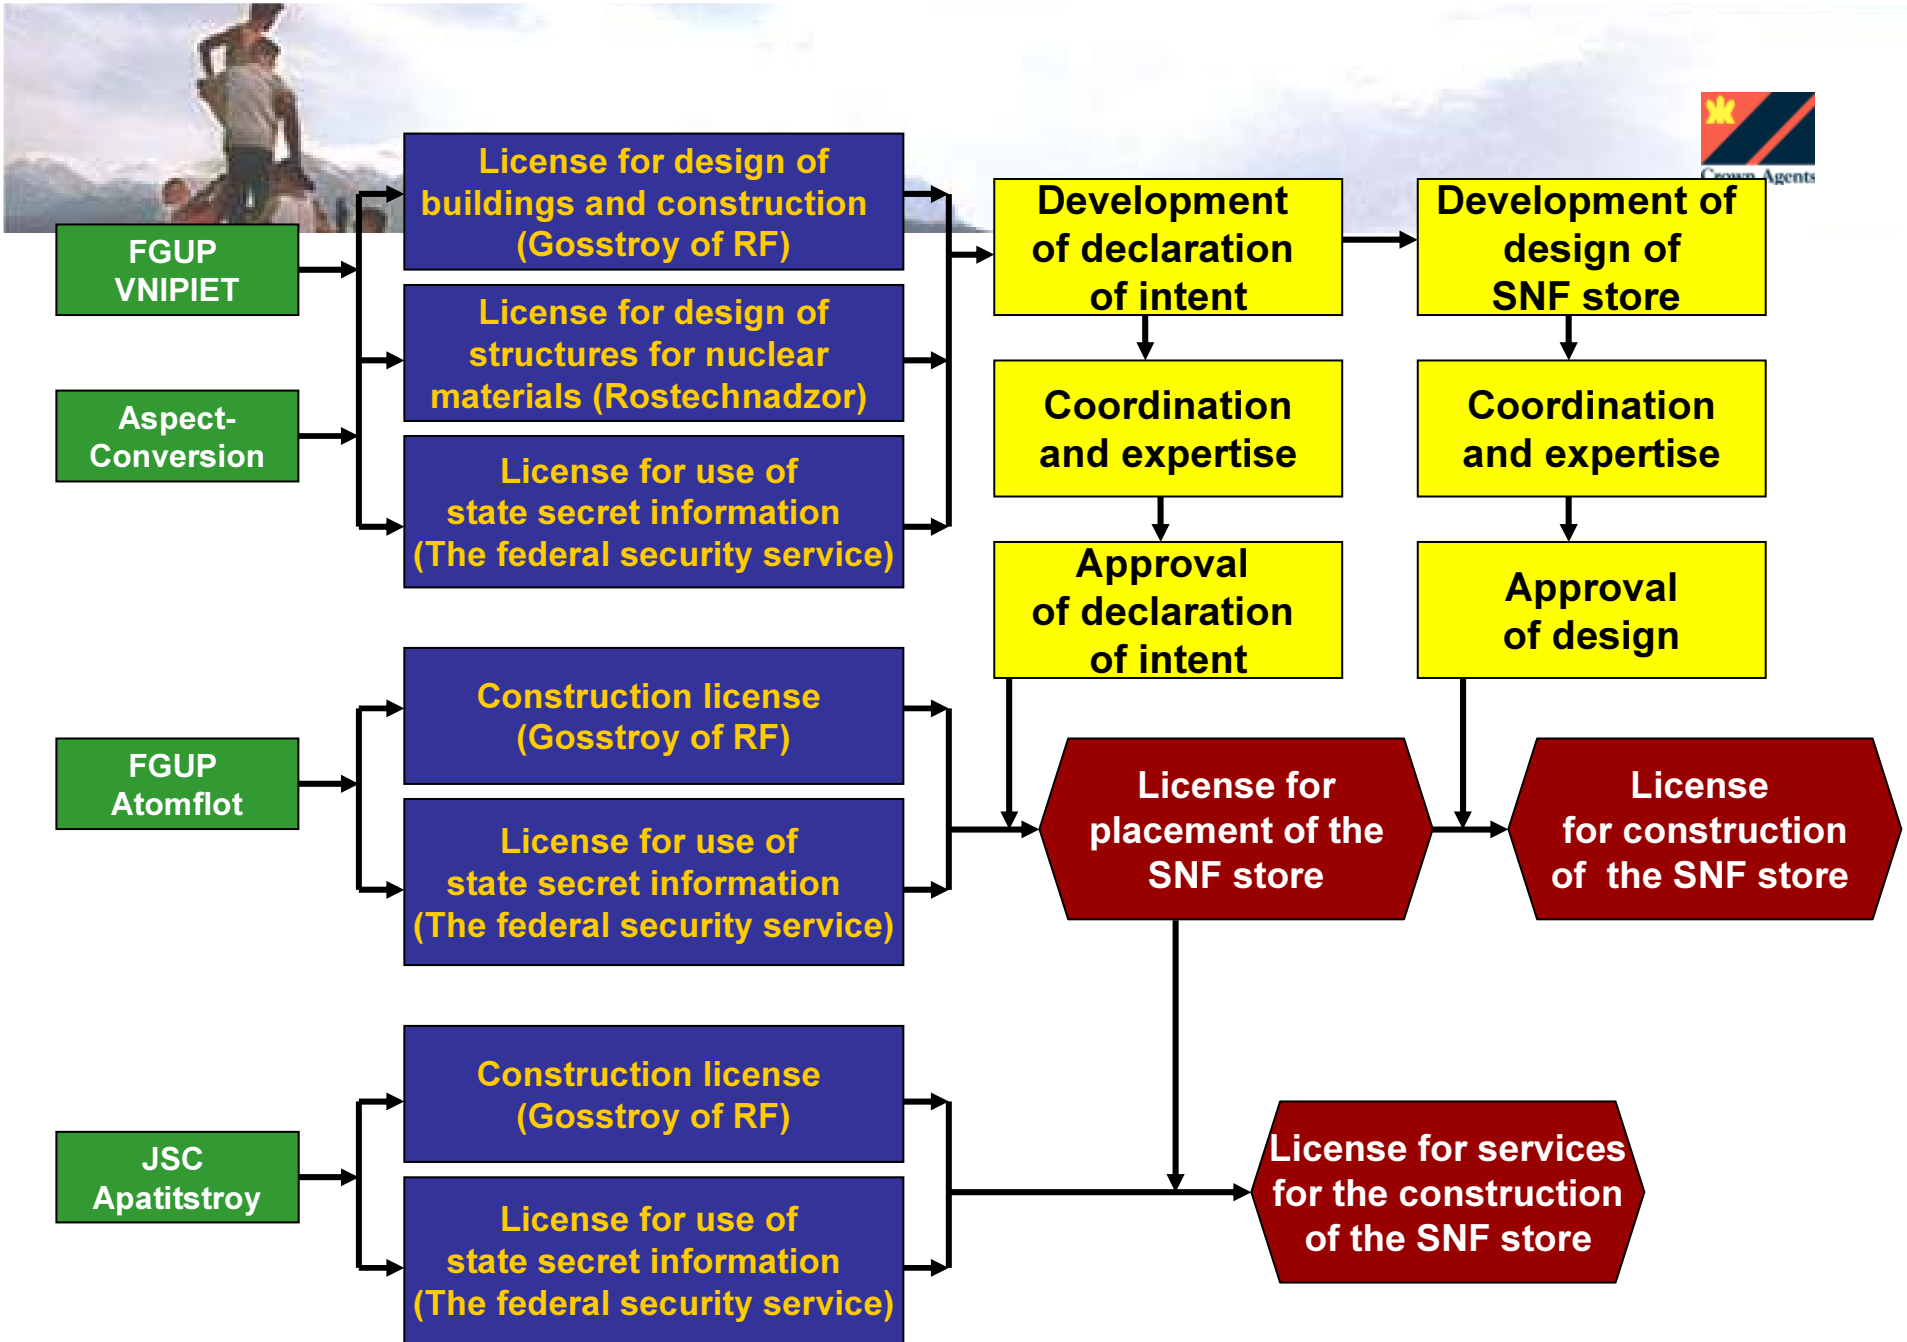 Crown Agents
FGUP
VNIPIET
Aspect-
Conversion
License for design of
buildings and construction
(Gosstroy of RF)
License for design of
structures for nuclear
materials (Rostechnadzor)
License for use of
state secret information
(The federal security service)
Development
of declaration
of intent
Coordination
and expertise
Approval
of declaration
of intent
Development of
design of
SNF store
Coordination
and expertise
Approval
of design
FGUP
Atomflot
Construction license
(Gosstroy of RF)
License for use of
state secret information
(The federal security service)
License for
placement of the
SNF store
License
for construction
of the SNF store
JSC
Apatitstroy
Construction license
(Gosstroy of RF)
License for use of
state secret information
(The federal security service)
License for services
for the construction
of the SNF store